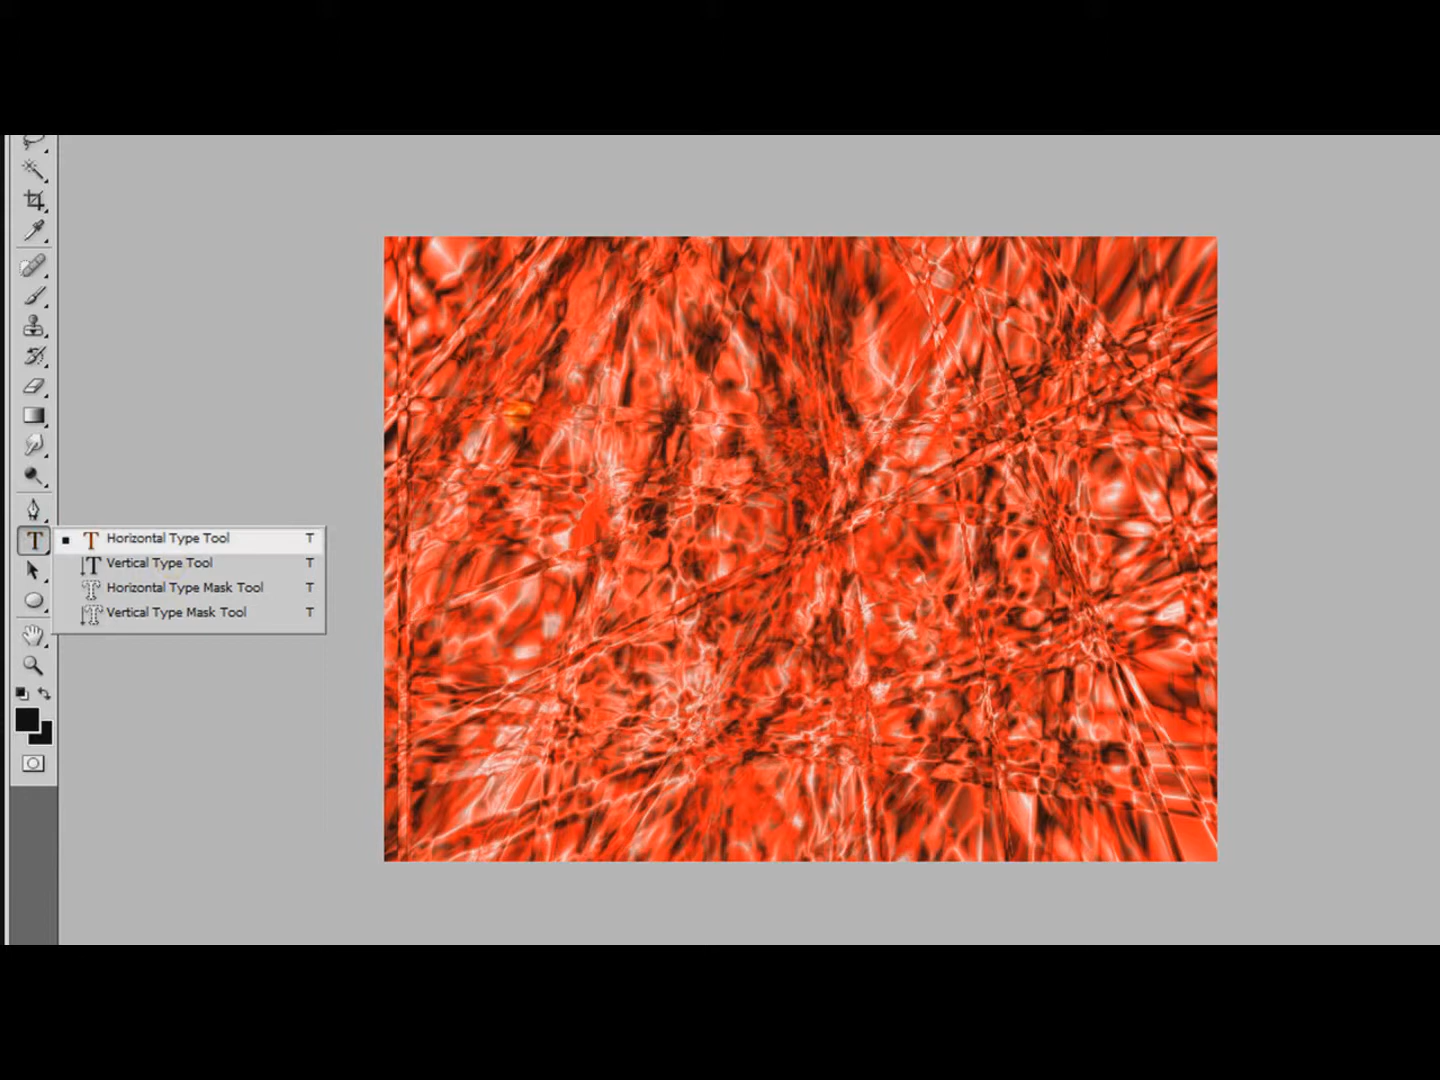 T Horizontal Type Tool T
T Vertical Type Tool T
T Horizontal Type Mask Tool T
T Vertical Type Mask Tool T